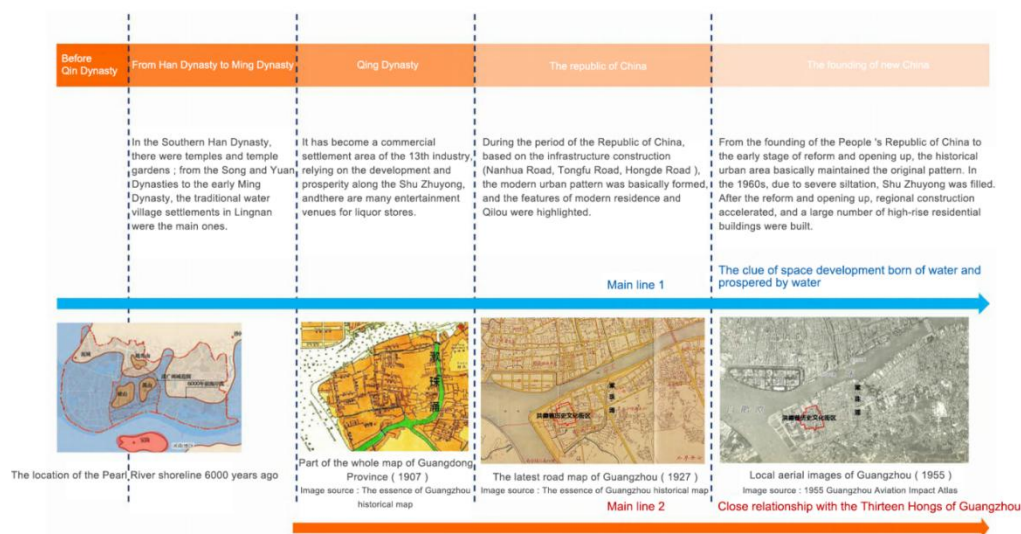 Before
Qin Dynasty
From Han Dynasty to Ming Dynasty
Qing Dynasty
The republic of China
The founding of new China
In the Southern Han Dynasty,
there were temples and temple
gardens ; from the Song and Yuan
Dynasties to the early Ming
Dynasty, the traditional water
village settlements in Lingnan
were the main ones.
It has become a commercial
settlement area of the 13th industry,
relying on the development and
prosperity along the Shu Zhuyong,
andthere are many entertainment
venues for liquor stores.
During the period of the Republic of China,
based on the infrastructure construction
(Nanhua Road, Tongfu Road, Hongde Road ),
the modern urban pattern was basically formed,
and the features of modern residence and
Qilou were highlighted.
From the founding of the People 's Republic of China to
the early stage of reform and opening up, the historical
urban area basically maintained the original pattern. In
the 1960s, due to severe siltation, Shu Zhuyong was filled.
After the reform and opening up, regional construction
accelerated, and a large number of high-rise residential
buildings were built.
Main line 1
The clue of space development born of water and
prospered by water
漱珠涌
The location of the Pearl River shoreline 6000 years ago
Part of the whole map of Guangdong
Province ( 1907 )
Image source : The essence of Guangzhou
historical map
The latest road map of Guangzhou ( 1927 )
Image source : The essence of Guangzhou historical map
Local aerial images of Guangzhou ( 1955 )
Image source : 1955 Guangzhou Aviation Impact Atlas
Main line 2
Close relationship with the Thirteen Hongs of Guangzhou